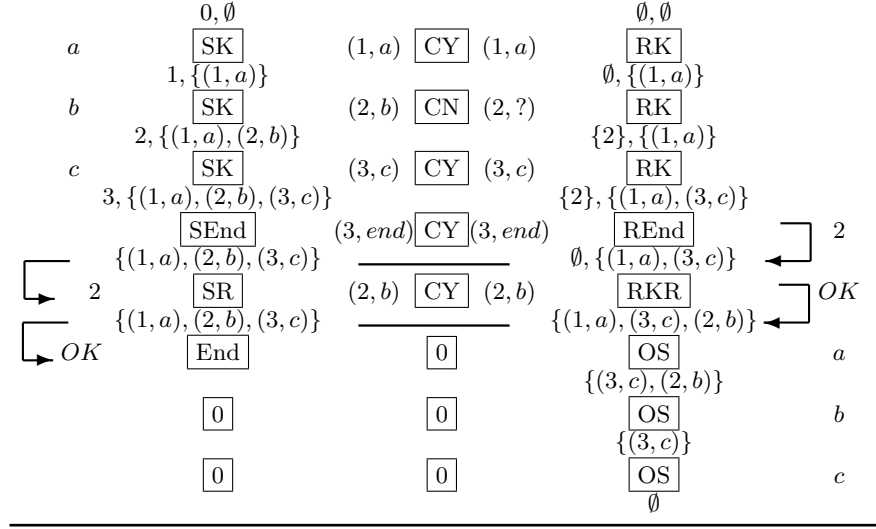 0, ∅ ∅, ∅
a SK (1, a) CY (1, a) RK
1, {(1, a)} ∅, {(1, a)}
b SK (2, b) CN (2, ?) RK
2, {(1, a), (2, b)} {2}, {(1, a)}
c SK (3, c) CY (3, c) RK
3, {(1, a), (2, b), (3, c)} {2}, {(1, a), (3, c)}
SEnd (3, end) CY (3, end) REnd 2
{(1, a), (2, b), (3, c)} ∅, {(1, a), (3, c)}
2 SR (2, b) CY (2, b) RKR OK
{(1, a), (2, b), (3, c)} {(1, a), (3, c), (2, b)}
OK End 0 OS a
{(3, c), (2, b)}
0 0 OS b
{(3, c)}
0 0 OS c
∅